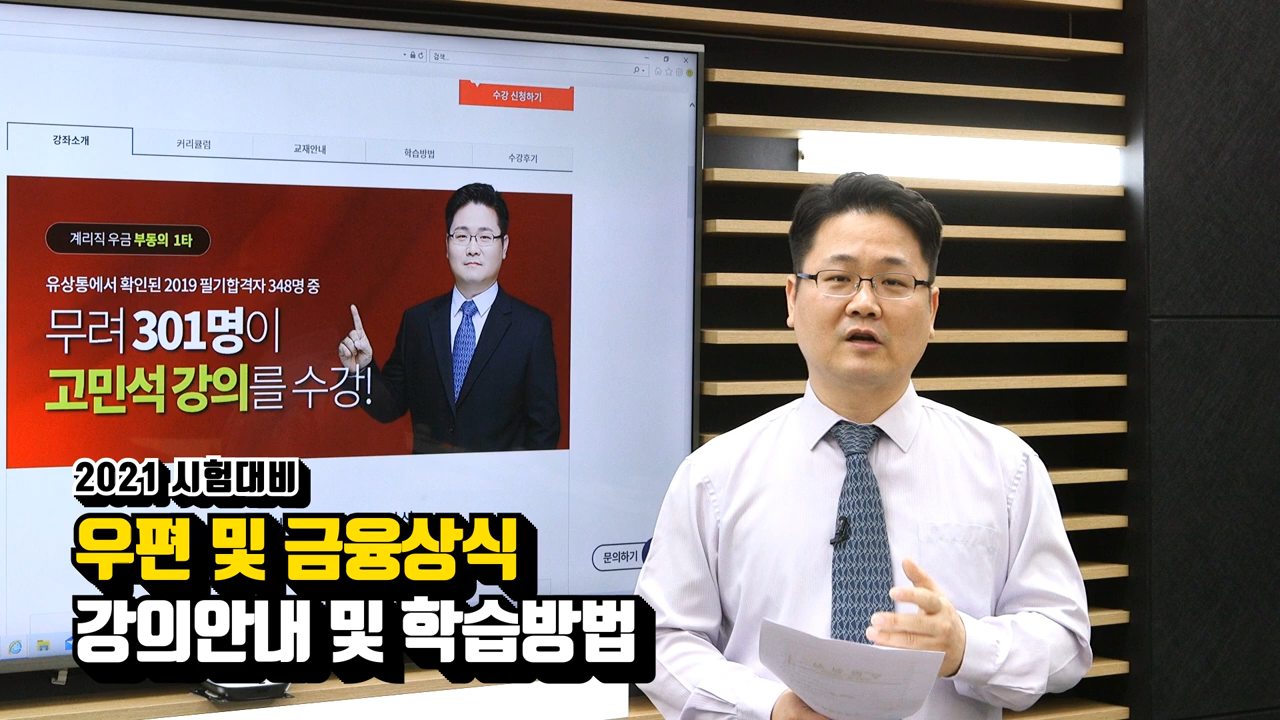 검색...
수강 신청하기
강좌소개
커리큘럼
교재안내
학습방법
수강후기
계리직 우금 부동의 1타
유상통에서 확인된 2019 필기합격자 348명 중
무려 301명이
고민석 강의를 수강!
문의하기
2021 시험대비
우편 및 금융상식
강의안내 및 학습방법